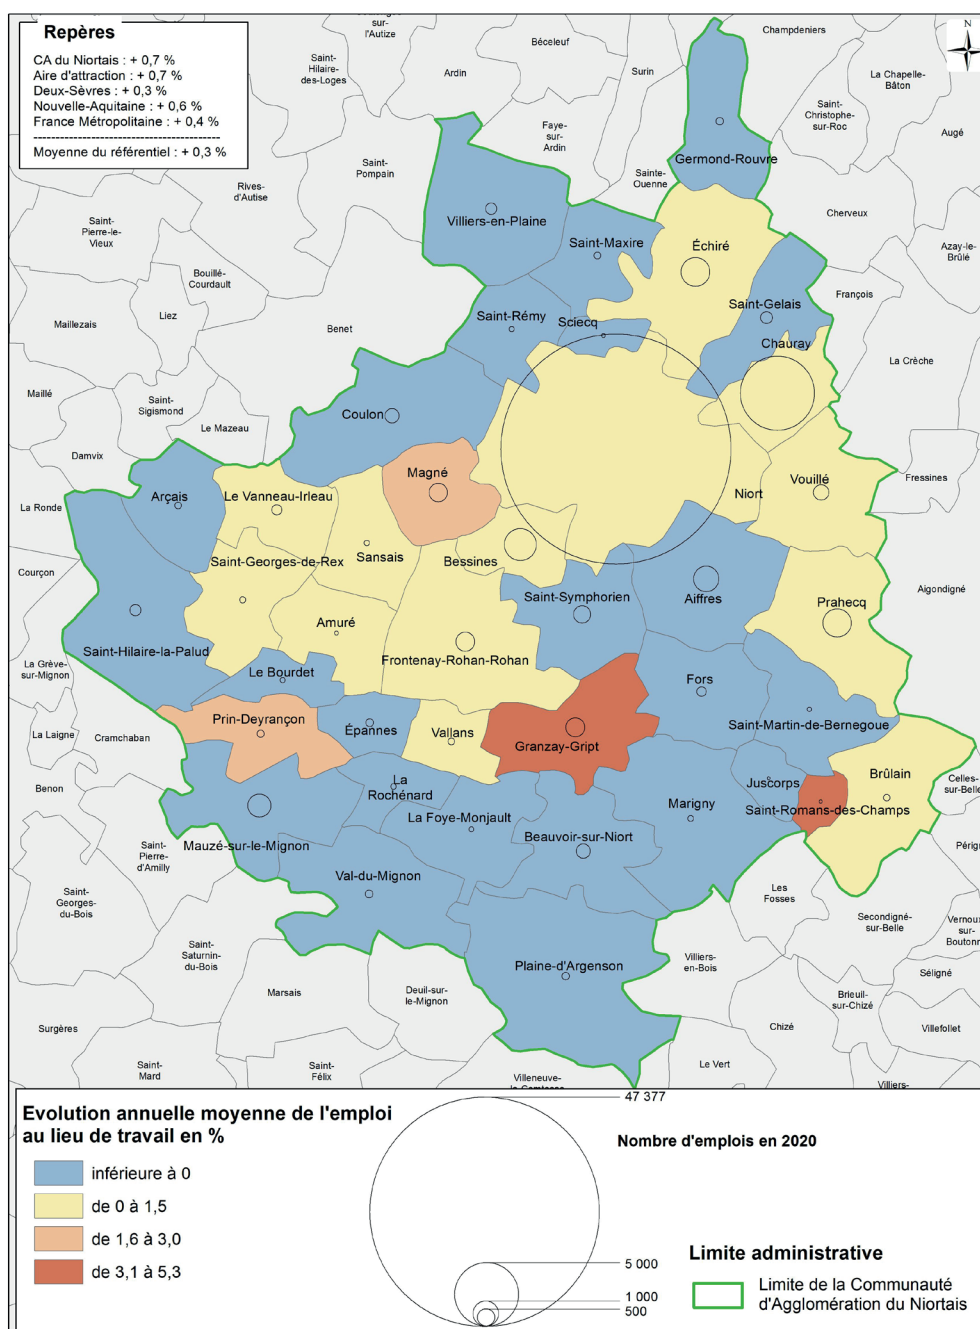 Repères
CA du Niortais : + 0,7 %
Aire d'attraction : + 0,7 %
Deux-Sèvres : + 0,3 %
Nouvelle-Aquitaine : + 0,6 %
France Métropolitaine : + 0,4 %
Moyenne du référentiel : + 0,3 %
sur-
l'Autize
Saint-
Hilaire-
des-Loges
Ardin
Béceleuf
Surin
Champdeniers
N
La Chapelle-
Bâton
Saint-
Christophe-
sur-Roc
Augé
Faye-
sur-
Ardin
Saint-
Pompain
Sainte-
Ouenne
Germond-Rouvre
Rives-
d'Autise
Saint-
Pierre-le-
Vieux
Villiers-en-Plaine
Saint-Maxire
Échiré
Cherveux
Azay-le-
Brûlé
Bouillé-
Courdault
Maillezais
Liez
Benet
Saint-Rémy
Sciecq
Saint-Gelais
François
Chauray
La Crèche
Maillé
Saint-
Sigismond
Le Mazeau
Coulon
Damvix
Magné
Niort
Vouillé
Fressines
La Ronde
Arçais
Le Vanneau-Irleau
Sansais
Bessines
Saint-Georges-de-Rex
Courçon
Saint-Symphorien
Aiffres
Prahecq
Aigondigné
Amuré
Saint-Hilaire-la-Palud
Frontenay-Rohan-Rohan
La Grève-
sur-Mignon
Le Bourdet
Fors
Prin-Deyrançon
Épannes
Vallans
Granzay-Gript
Saint-Martin-de-Bernegoue
La Laigne
Cramchaban
Benon
La
Rochénard
Juscorps
Brûlain
Celles-
sur-Belle
Saint-Romans-des-Champs
Marigny
La Foye-Monjault
Mauzé-sur-le-Mignon
Beauvoir-sur-Niort
Pérign
Saint-
Pierre-
d'Amilly
Val-du-Mignon
Saint-
Georges-
du-Bois
Les
Fosses
Secondigné-
sur-Belle
Vernoux-
sur-
Boutonn
Saint-
Saturnin-
du-Bois
Plaine-d'Argenson
Villiers-
en-Bois
Séligné
Marsais
Deuil-sur-
le-Mignon
Brieuil-
sur-Chizé
Surgères
Chizé
Villefollet
Saint-
Mard
Saint-
Félix
Villeneuve-
Le Vert
Villiers-
Evolution annuelle moyenne de l'emploi
au lieu de travail en %
inférieure à 0
de 0 à 1,5
de 1,6 à 3,0
de 3,1 à 5,3
47 377
Nombre d'emplois en 2020
5 000
1 000
500
Limite administrative
Limite de la Communauté
d'Agglomération du Niortais